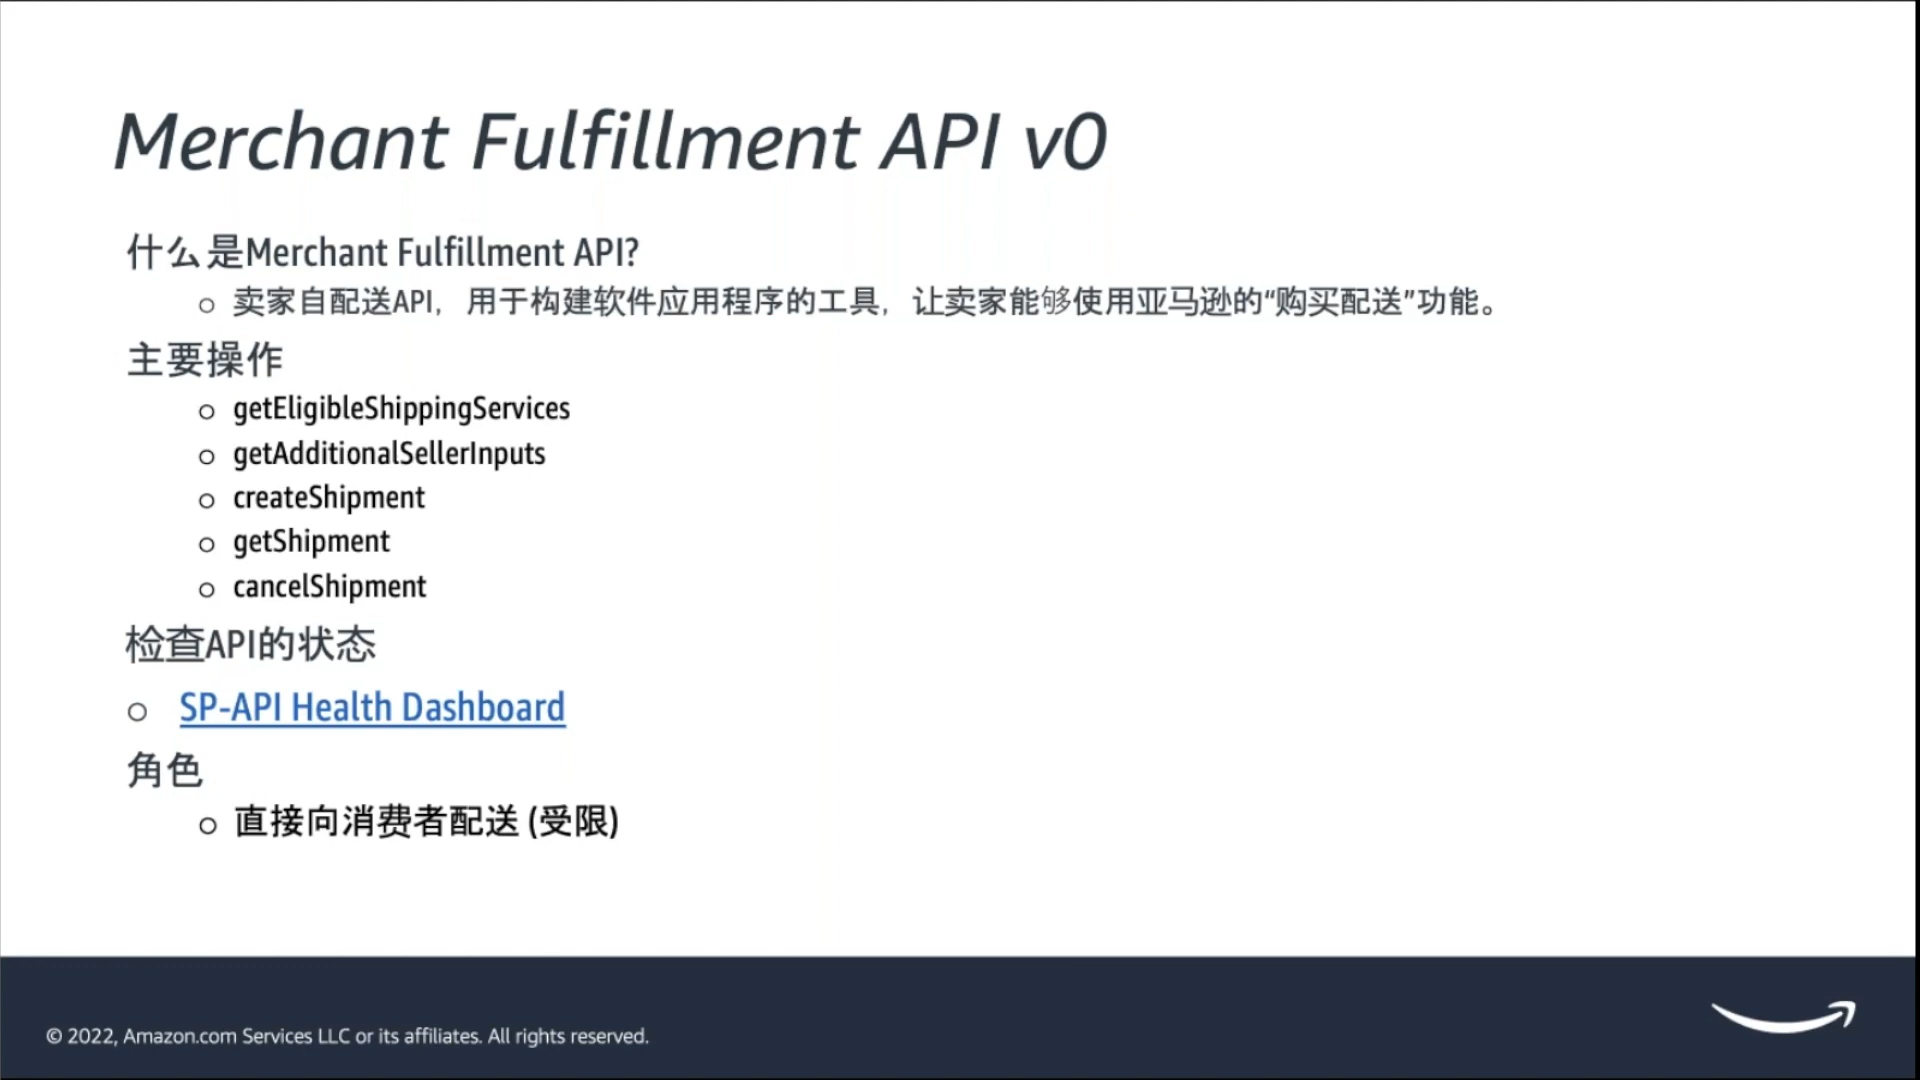 Merchant Fulfillment API v0
什么是Merchant Fulfillment API?
○ 卖家自配送API，用于构建软件应用程序的工具，让卖家能够使用亚马逊的“购买配送”功能。
主要操作
○ getEligibleShippingServices
○ getAdditionalSellerInputs
○ createShipment
○ getShipment
○ cancelShipment
检查API的状态
○ SP-API Health Dashboard
角色
○ 直接向消费者配送 (受限)
© 2022, Amazon.com Services LLC or its affiliates. All rights reserved.